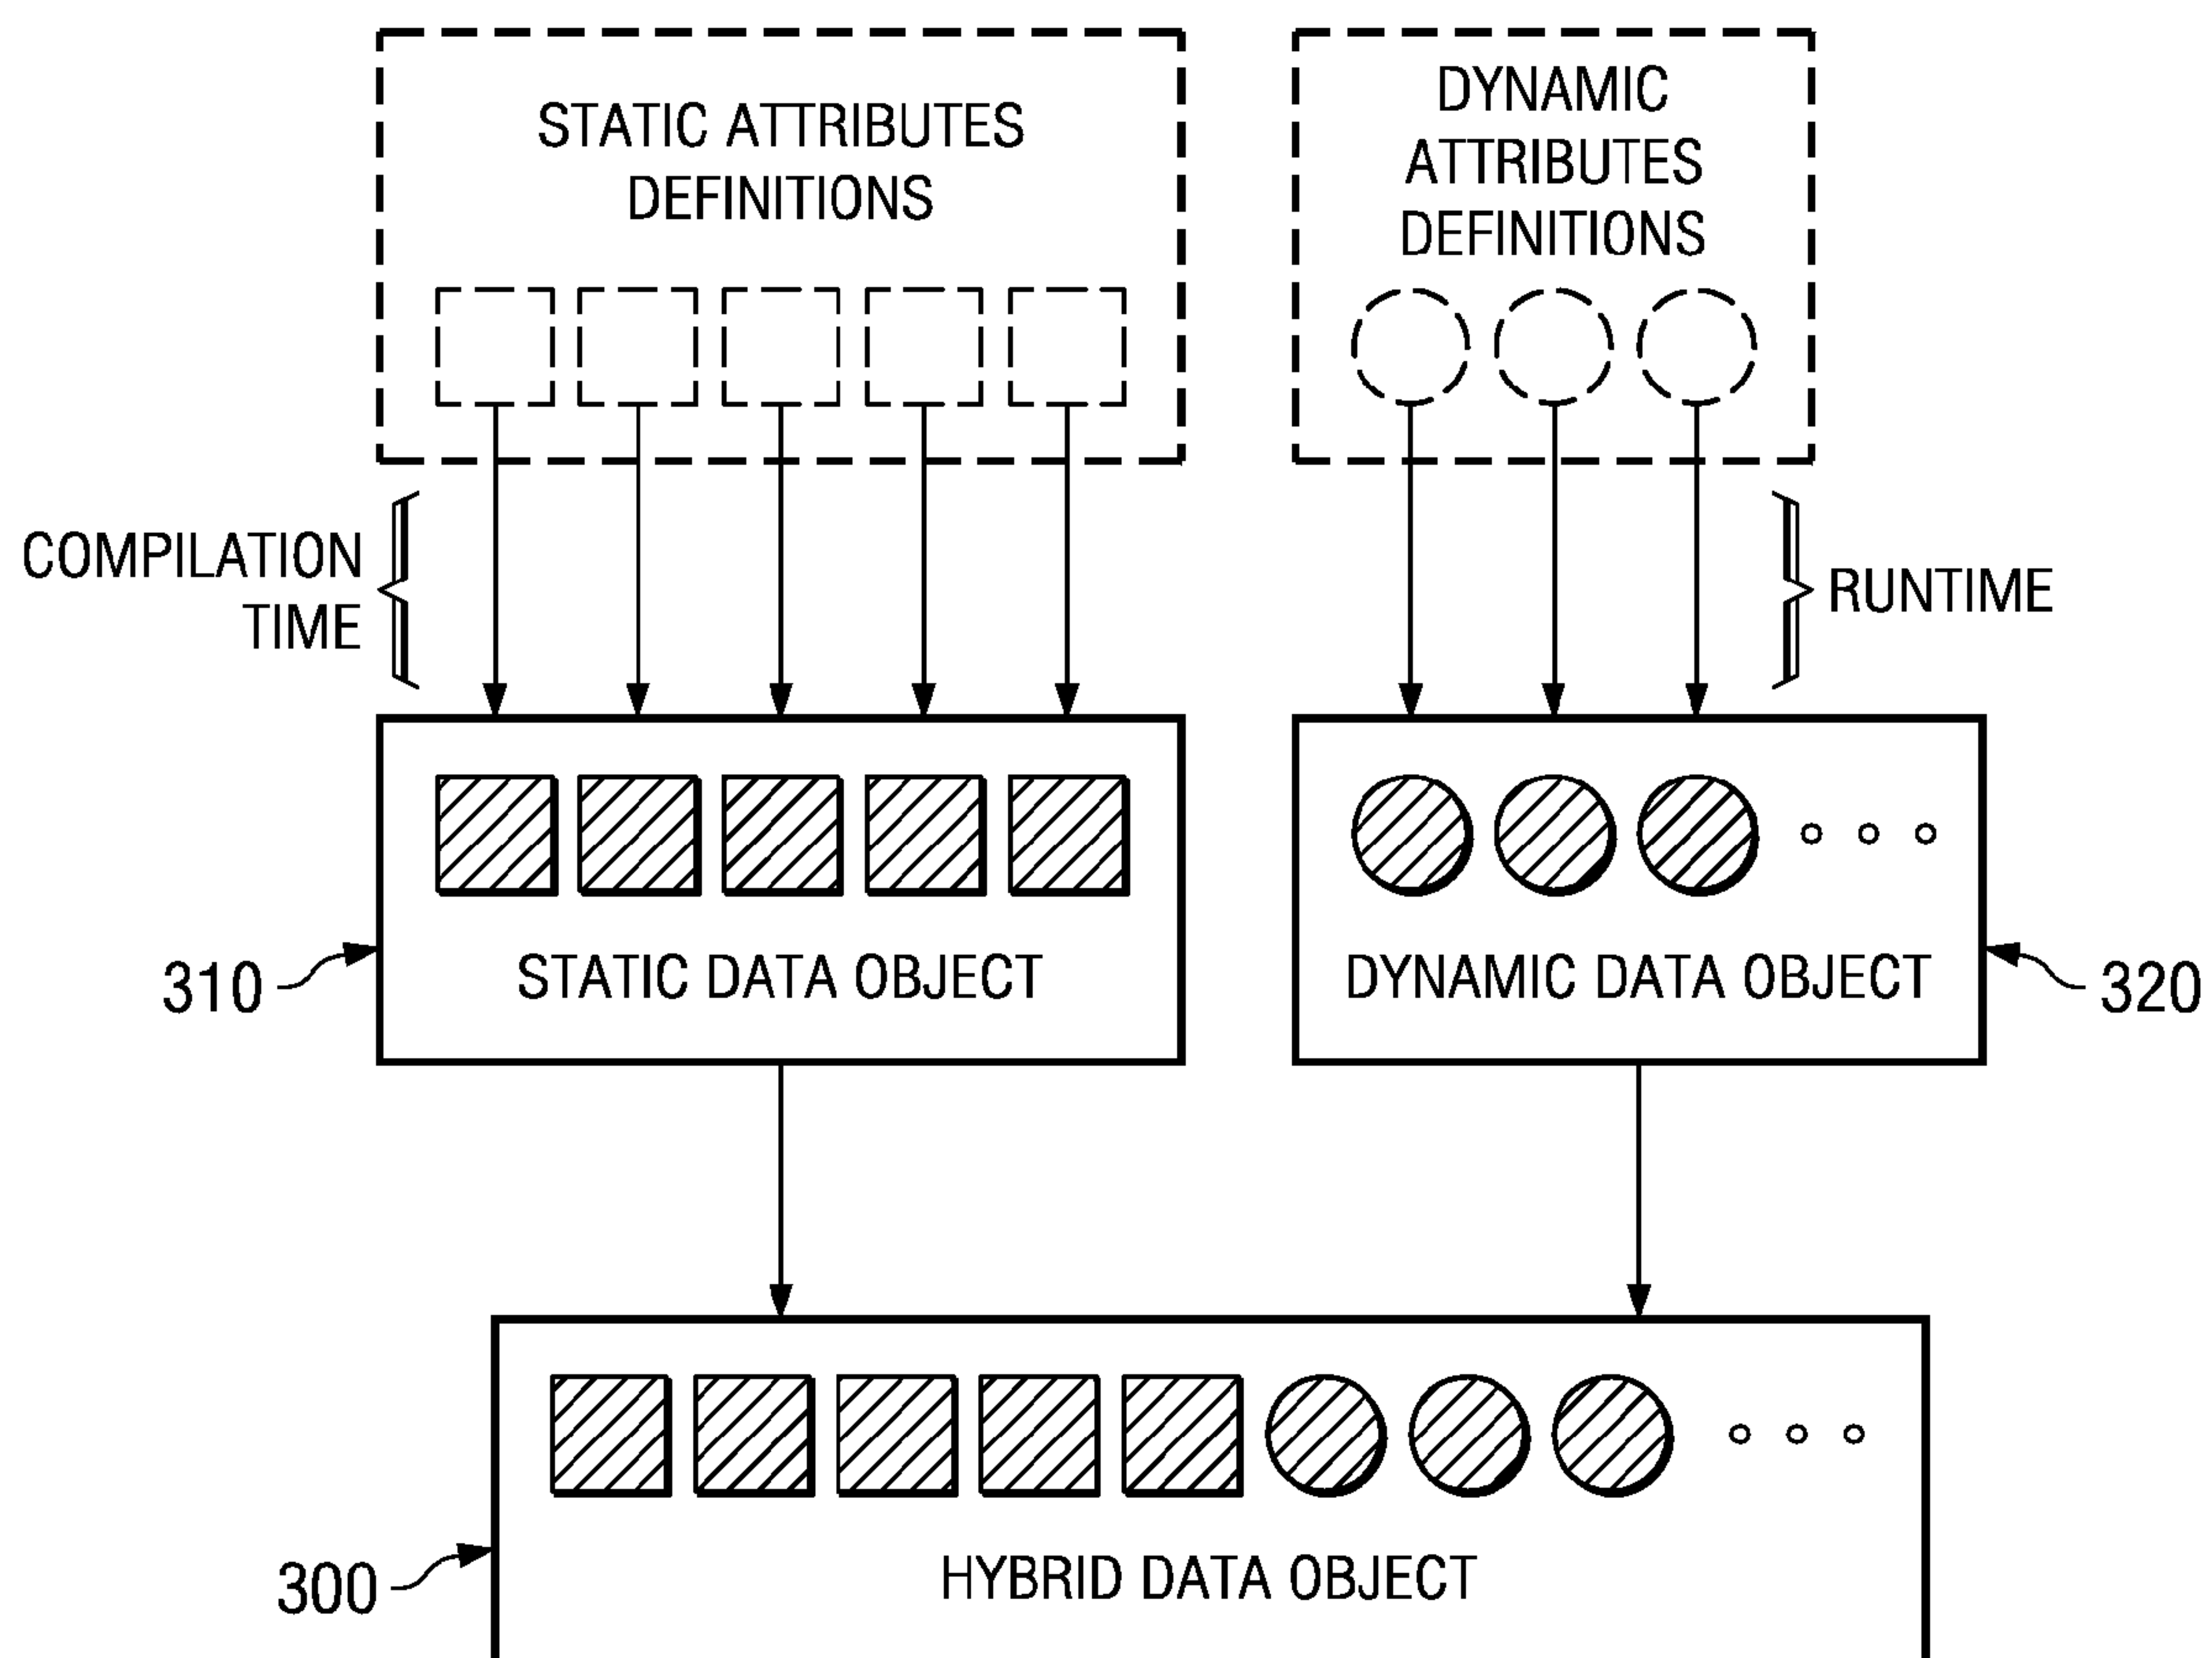 STATIC ATTRIBUTES
DEFINITIONS
DYNAMIC
ATTRIBUTES
DEFINITIONS
COMPILATION
TIME
RUNTIME
310
STATIC DATA OBJECT
DYNAMIC DATA OBJECT
320
300
HYBRID DATA OBJECT